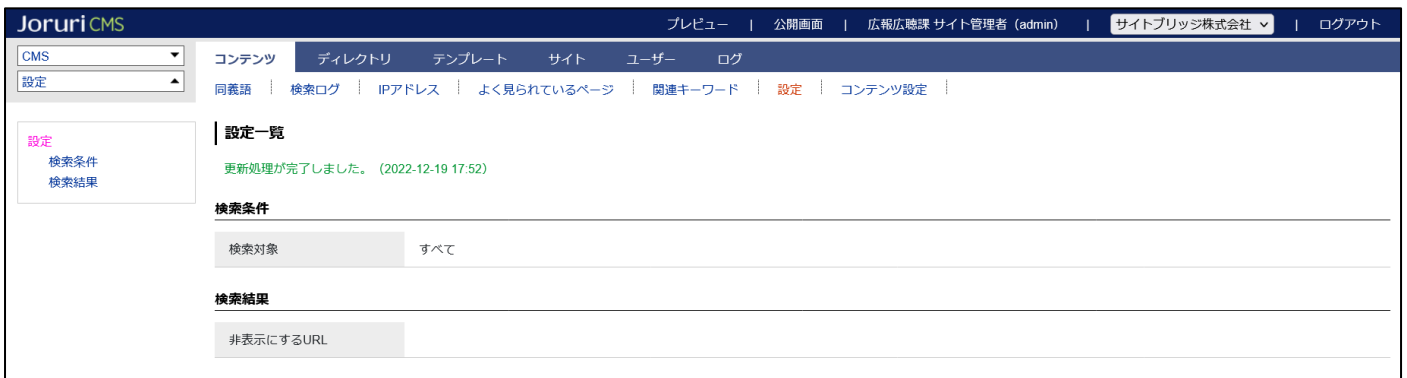 Joruri CMS プレビュー | 公開画面 | 広報広聴課 サイト管理者（admin） | サイトブリッジ株式会社 | ログアウト
CMS
設定
コンテンツ ディレクトリ テンプレート サイト ユーザー ログ
同義語 検索ログ IPアドレス よく見られているページ 関連キーワード 設定 コンテンツ設定
設定
検索条件
検索結果
設定一覧
更新処理が完了しました。（2022-12-19 17:52）
検索条件
検索対象 すべて
検索結果
非表示にするURL